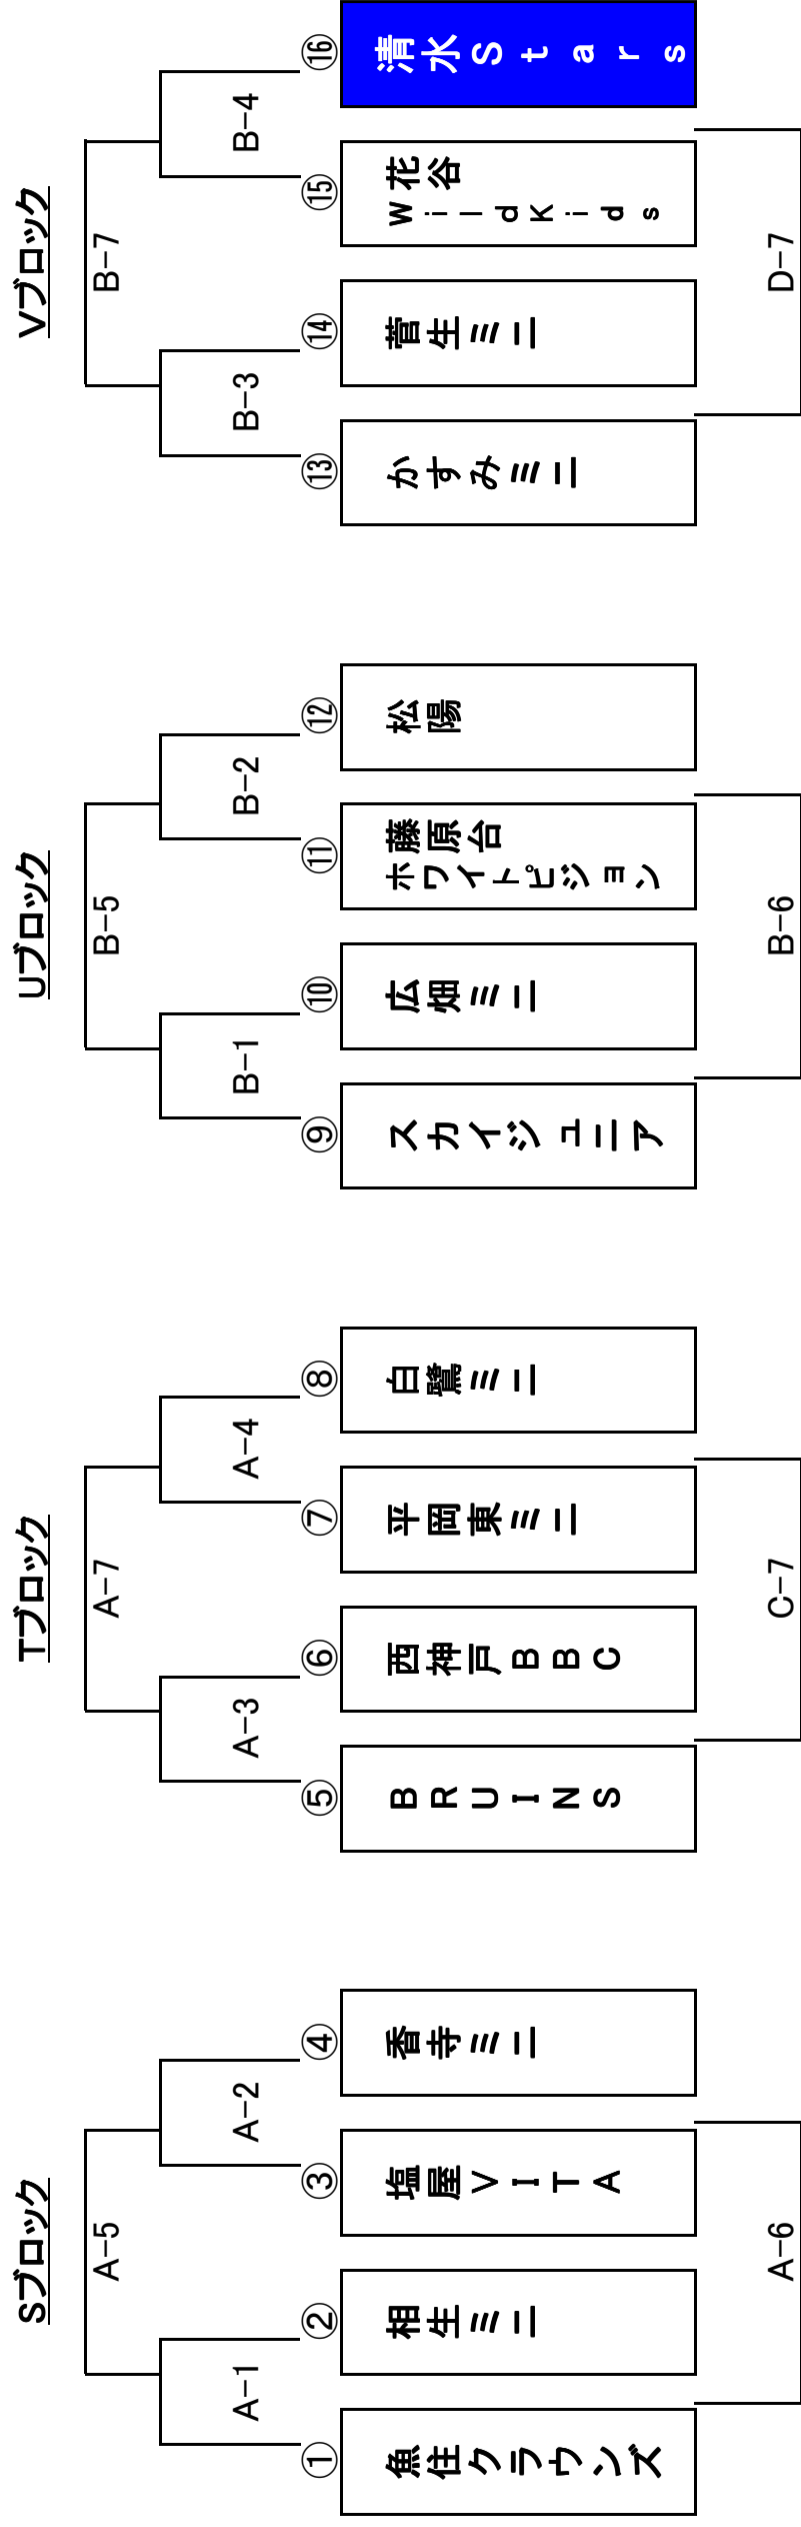 Sブロック
A-5
A-1
A-2
①
②
③
④
魚住クラウンズ
相生ミニ
塩屋VITA
香寺ミニ
A-6
Tブロック
A-7
A-3
A-4
⑤
⑥
⑦
⑧
BRUINS
西神戸BBC
平岡東ミニ
白鷺ミニ
C-7
Uブロック
B-5
B-1
B-2
⑨
⑩
⑪
⑫
スカイジュニア
広畑ミニ
藤原台
ホワイトピジョン
松陽
B-6
Vブロック
B-7
B-3
B-4
⑬
⑭
⑮
⑯
かすみミニ
菅生ミニ
花谷
WildKids
清水Stars
D-7